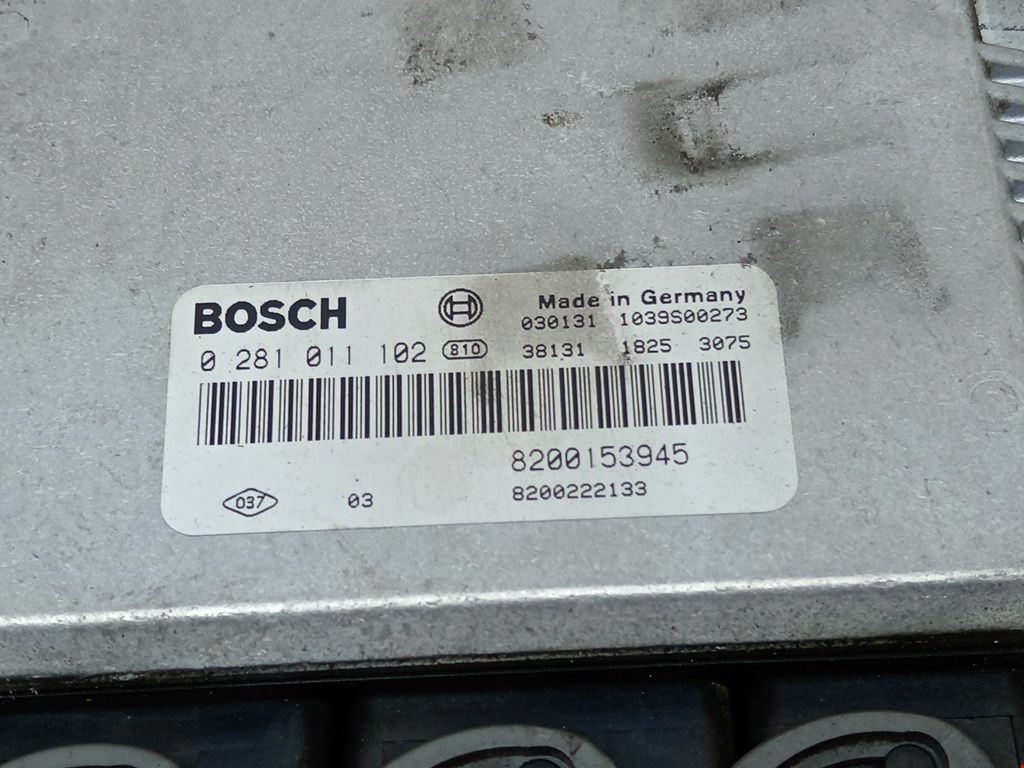 BOSCH
Made in Germany
030131 1039S00273
0 281 011 102 810 38131 1825 3075
8200153945
037 03 8200222133